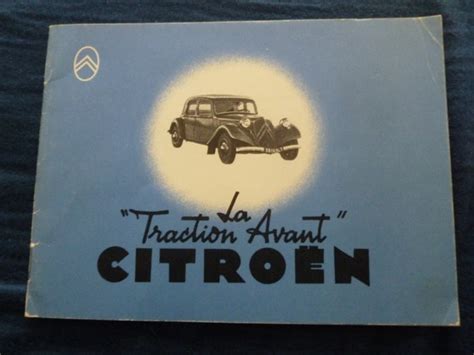 La
"Traction Avant"
CITROËN